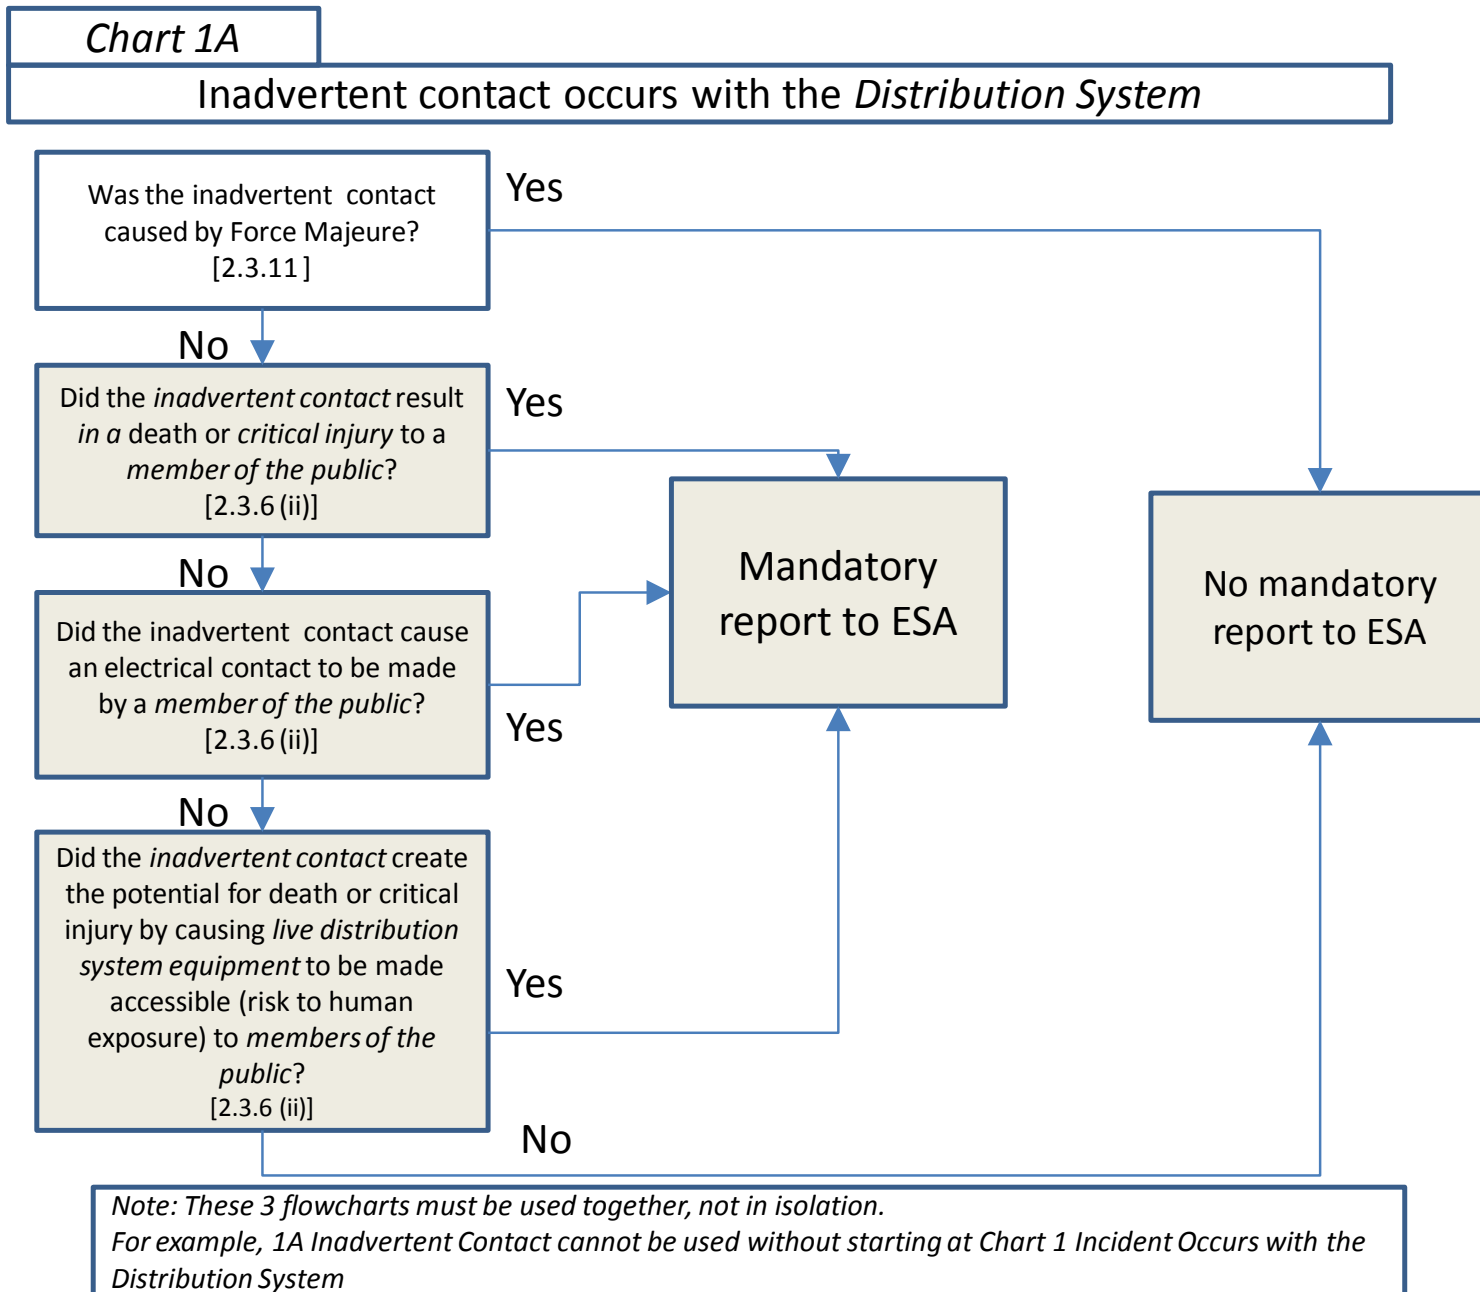 Chart 1A
Inadvertent contact occurs with the Distribution System
Was the inadvertent contact
caused by Force Majeure?
[2.3.11 ]
Yes
No
Did the inadvertent contact result
in a death or critical injury to a
member of the public?
[2.3.6 (ii)]
Yes
No
Did the inadvertent contact cause
an electrical contact to be made
by a member of the public?
[2.3.6 (ii)]
Yes
No
Did the inadvertent contact create
the potential for death or critical
injury by causing live distribution
system equipment to be made
accessible (risk to human
exposure) to members of the
public?
[2.3.6 (ii)]
Yes
No
Mandatory
report to ESA
No mandatory
report to ESA
Note: These 3 flowcharts must be used together, not in isolation.
For example, 1A Inadvertent Contact cannot be used without starting at Chart 1 Incident Occurs with the
Distribution System